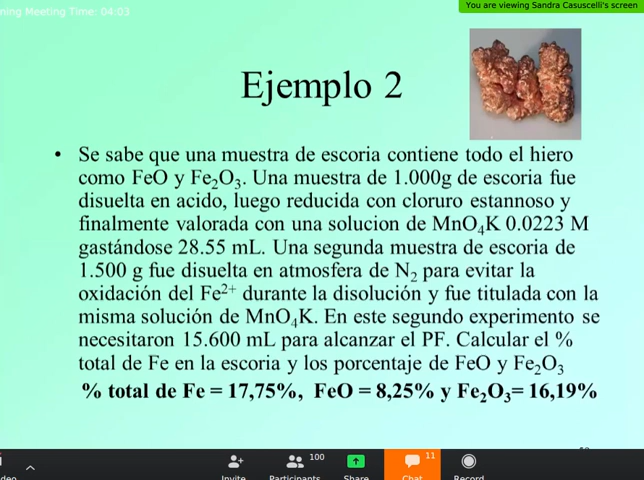 ning Meeting Time: 04:03
You are viewing Sandra Casuscelli's screen
Ejemplo 2
• Se sabe que una muestra de escoria contiene todo el hiero
como FeO y Fe₂O₃. Una muestra de 1.000g de escoria fue
disuelta en acido, luego reducida con cloruro estannoso y
finalmente valorada con una solucion de MnO₄K 0.0223 M
gastándose 28.55 mL. Una segunda muestra de escoria de
1.500 g fue disuelta en atmosfera de N₂ para evitar la
oxidación del Fe²⁺ durante la disolución y fue titulada con la
misma solución de MnO₄K. En este segundo experimento se
necesitaron 15.600 mL para alcanzar el PF. Calcular el %
total de Fe en la escoria y los porcentaje de FeO y Fe₂O₃
% total de Fe = 17,75%, FeO = 8,25% y Fe₂O₃= 16,19%
100
11
Invite
Participants
Share
Chat
Record